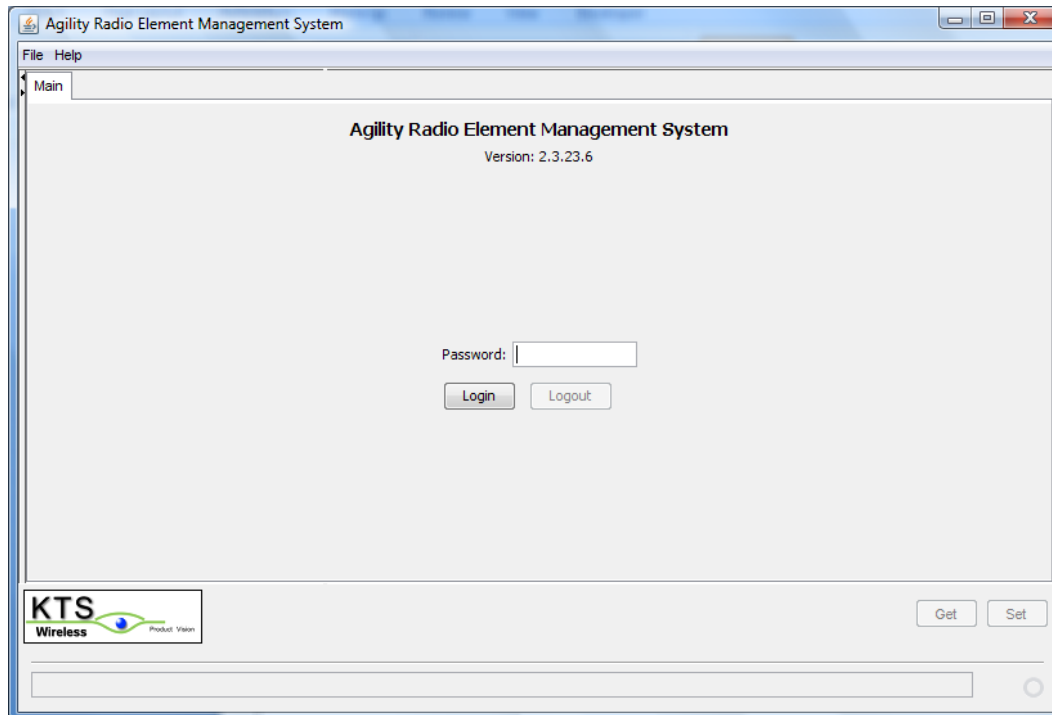 Agility Radio Element Management System
File Help
Main
Agility Radio Element Management System
Version: 2.3.23.6
Password:
Login Logout
KTS
Wireless Product Vision
Get Set